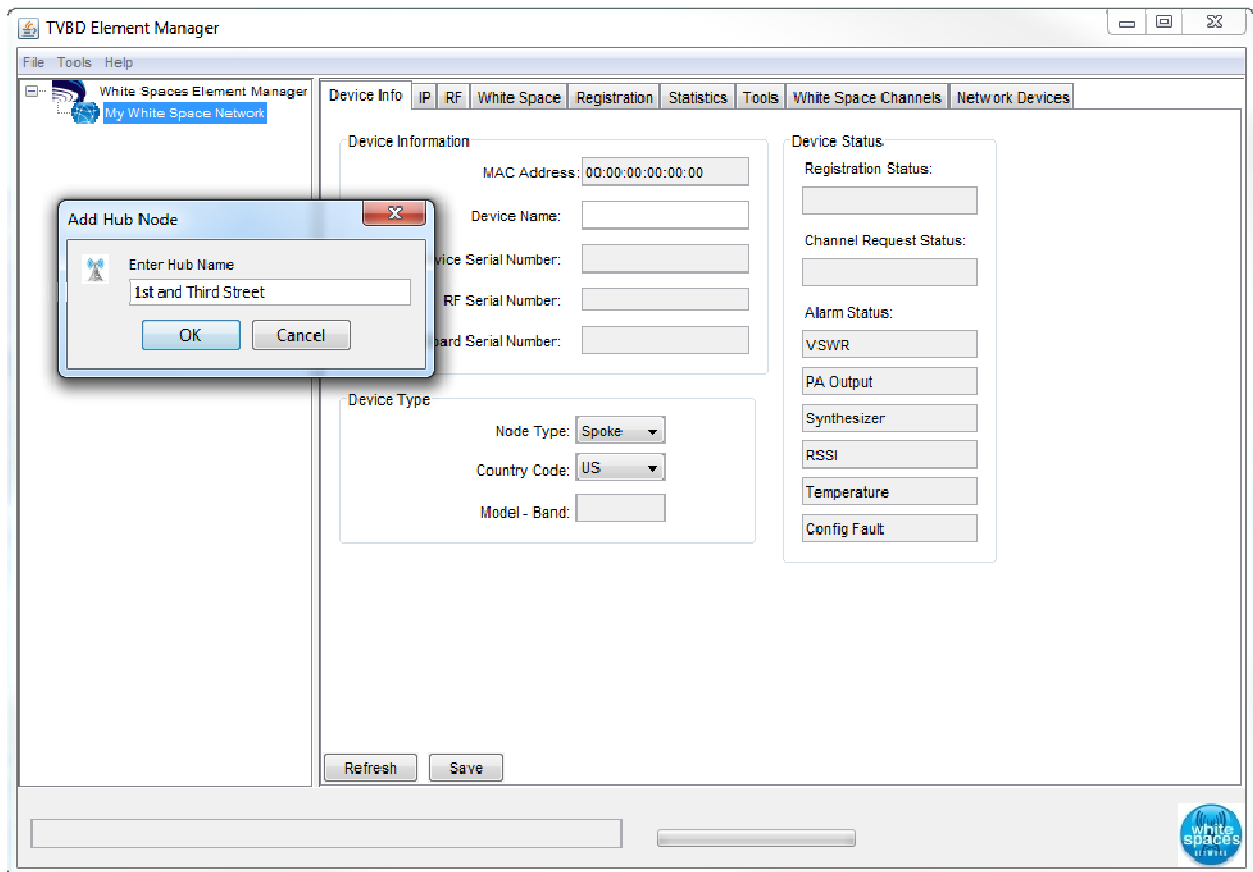 TVBD Element Manager
File Tools Help
White Spaces Element Manager
My White Space Network
Device Info IP RF White Space Registration Statistics Tools White Space Channels Network Devices
Device Information
MAC Address: 00:00:00:00:00:00
Device Name:
vice Serial Number:
RF Serial Number:
oard Serial Number:
Device Type
Node Type: Spoke
Country Code: US
Model - Band:
Device Status
Registration Status:
Channel Request Status:
Alarm Status:
VSWR
PA Output
Synthesizer
RSSI
Temperature
Config Fault
Add Hub Node
Enter Hub Name
1st and Third Street
OK Cancel
Refresh Save
white
spaces
NETWORK